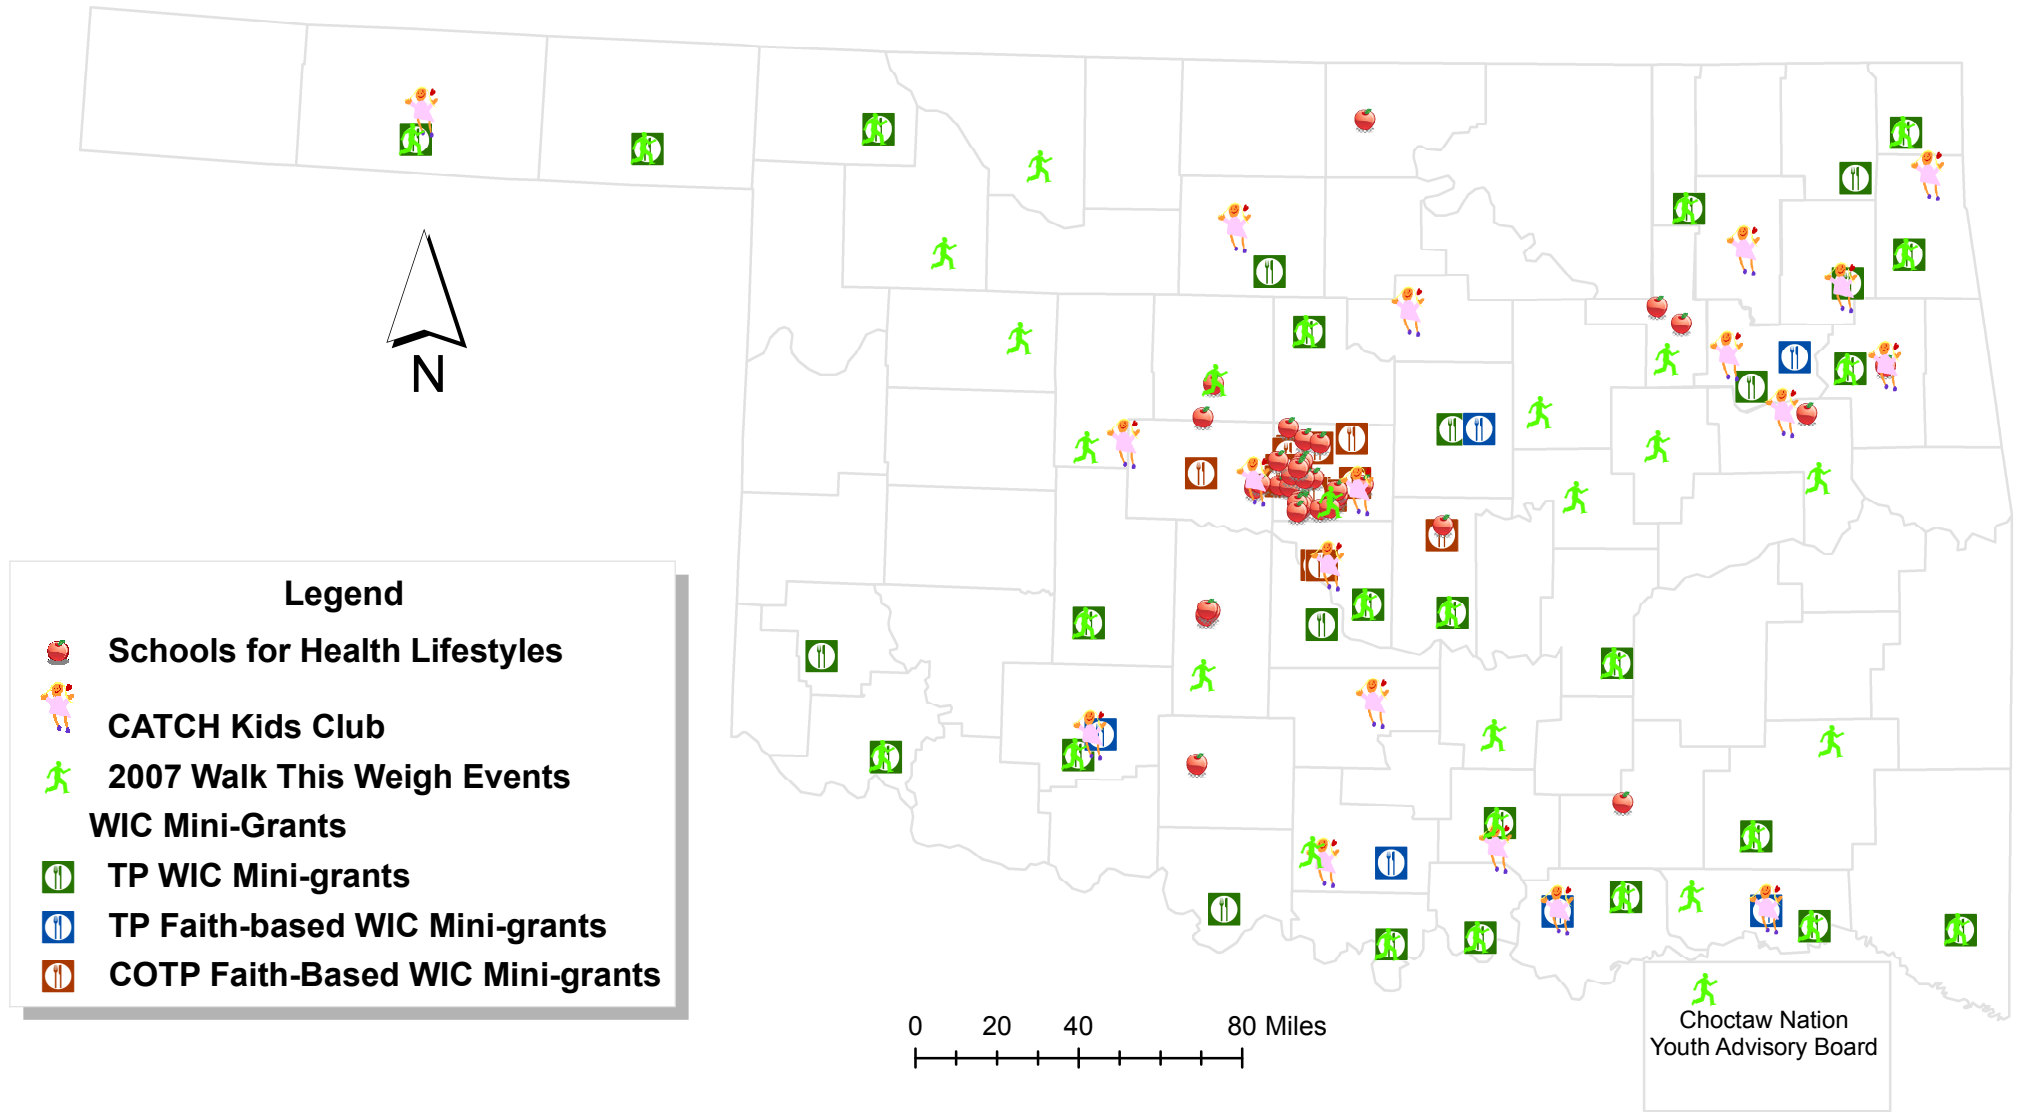 N
Legend
Schools for Health Lifestyles
CATCH Kids Club
2007 Walk This Weigh Events
WIC Mini-Grants
TP WIC Mini-grants
TP Faith-based WIC Mini-grants
COTP Faith-Based WIC Mini-grants
0 20 40 80 Miles
Choctaw Nation
Youth Advisory Board